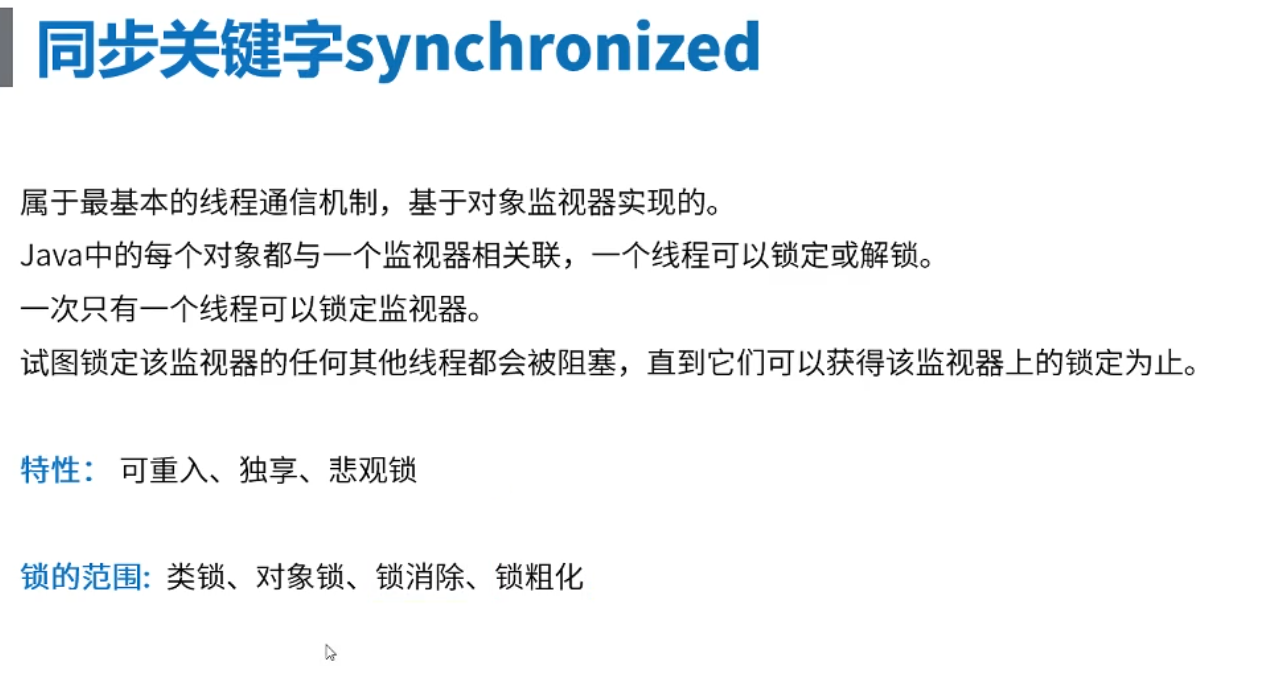 同步关键字synchronized
属于最基本的线程通信机制，基于对象监视器实现的。
Java中的每个对象都与一个监视器相关联，一个线程可以锁定或解锁。
一次只有一个线程可以锁定监视器。
试图锁定该监视器的任何其他线程都会被阻塞，直到它们可以获得该监视器上的锁定为止。
特性： 可重入、独享、悲观锁
锁的范围: 类锁、对象锁、锁消除、锁粗化